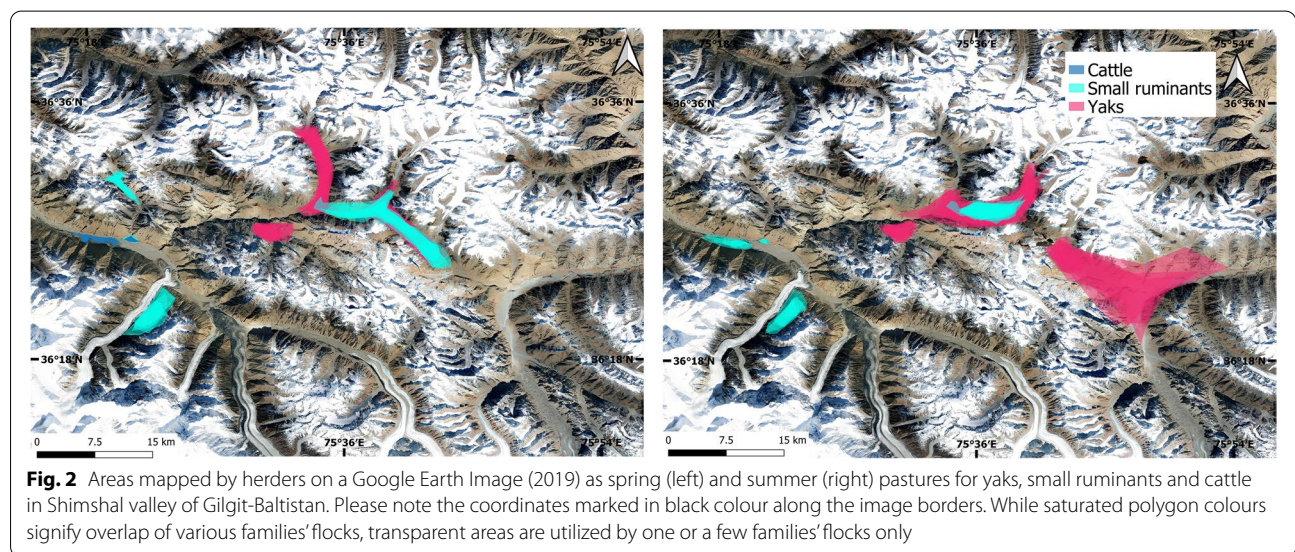 75°18'E
75°36'E
75°54'E
36°36'N
36°36'N
36°18'N
36°18'N
0 7.5 15 km
75°36'E
75°54'E
75°18'E
75°36'E
75°54'E
Cattle
Small ruminants
Yaks
36°36'N
36°36'N
36°18'N
36°18'N
0 7.5 15 km
75°36'E
75°54'E
Fig. 2 Areas mapped by herders on a Google Earth Image (2019) as spring (left) and summer (right) pastures for yaks, small ruminants and cattle
in Shimshal valley of Gilgit-Baltistan. Please note the coordinates marked in black colour along the image borders. While saturated polygon colours
signify overlap of various families’ flocks, transparent areas are utilized by one or a few families’ flocks only